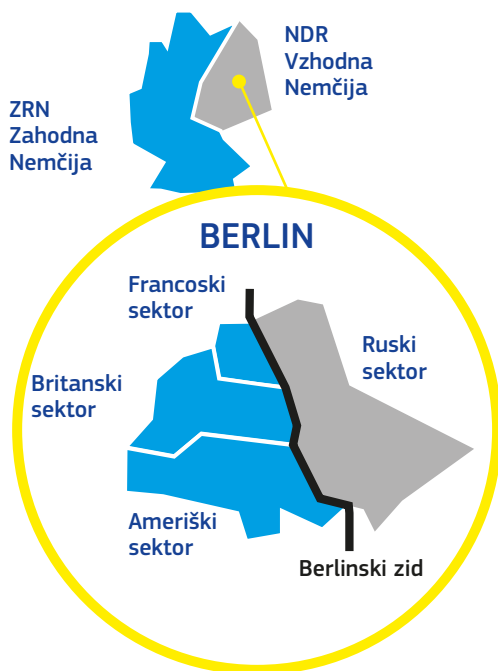 NDR
Vzhodna
Nemčija
ZRN
Zahodna
Nemčija
BERLIN
Francoski
sektor
Ruski
sektor
Britanski
sektor
Ameriški
sektor
Berlinski zid